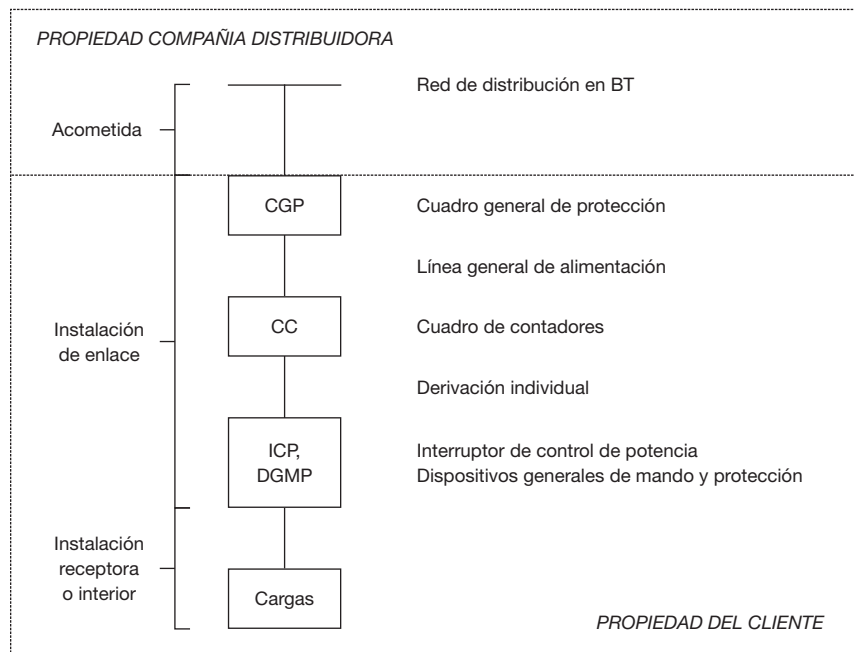 PROPIEDAD COMPAÑIA DISTRIBUIDORA
Red de distribución en BT
Acometida
CGP
Cuadro general de protección
Línea general de alimentación
Instalación
de enlace
CC
Cuadro de contadores
Derivación individual
ICP,
DGMP
Interruptor de control de potencia
Dispositivos generales de mando y protección
Instalación
receptora
o interior
Cargas
PROPIEDAD DEL CLIENTE